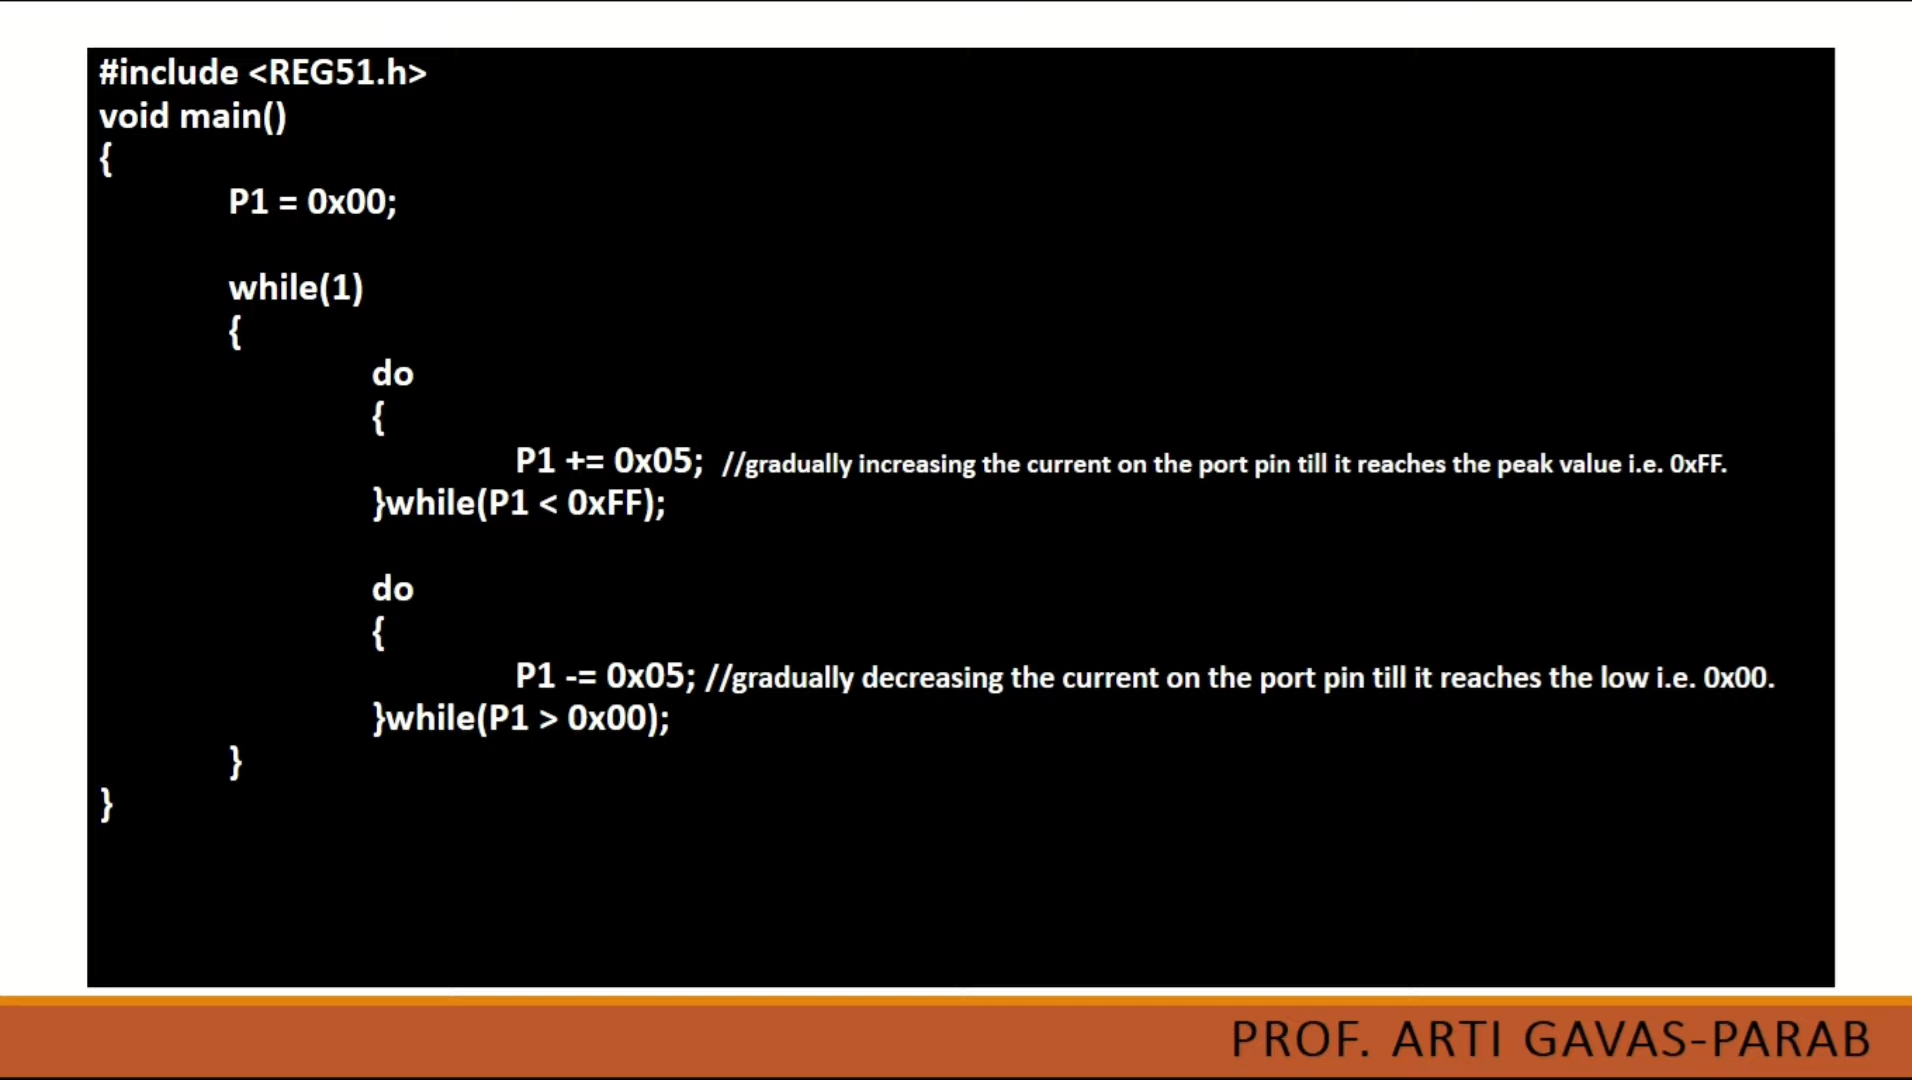 #include <REG51.h>
void main()
{
P1 = 0x00;
while(1)
{
do
{
P1 += 0x05; //gradually increasing the current on the port pin till it reaches the peak value i.e. 0xFF.
}while(P1 < 0xFF);
do
{
P1 -= 0x05; //gradually decreasing the current on the port pin till it reaches the low i.e. 0x00.
}while(P1 > 0x00);
}
}
PROF. ARTI GAVAS-PARAB